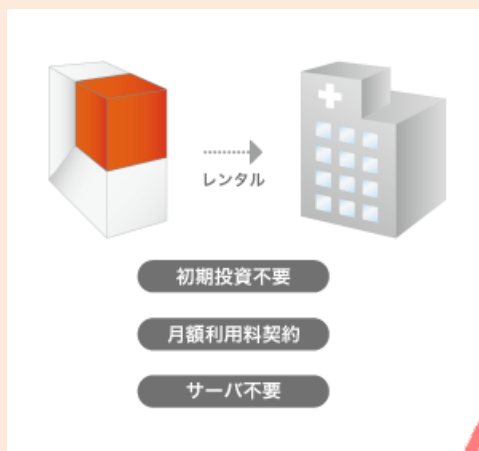 レンタル
初期投資不要
月額利用料契約
サーバ不要